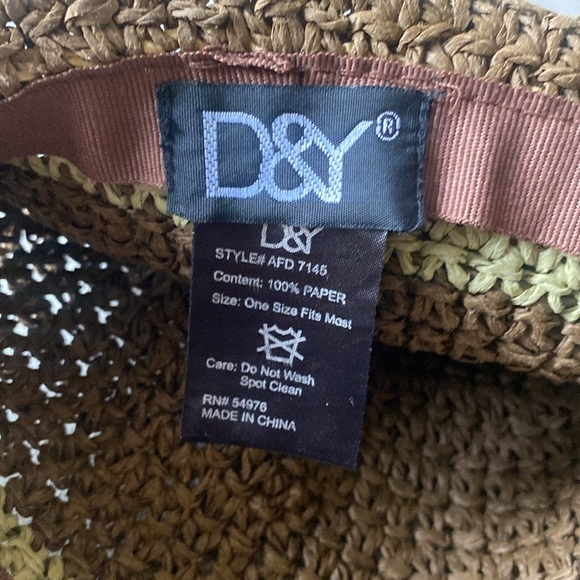 D&Y®
D&Y
STYLE# AFD 7145
Content: 100% PAPER
Size: One Size Fits Most
Care: Do Not Wash
Spot Clean
RN# 54976
MADE IN CHINA